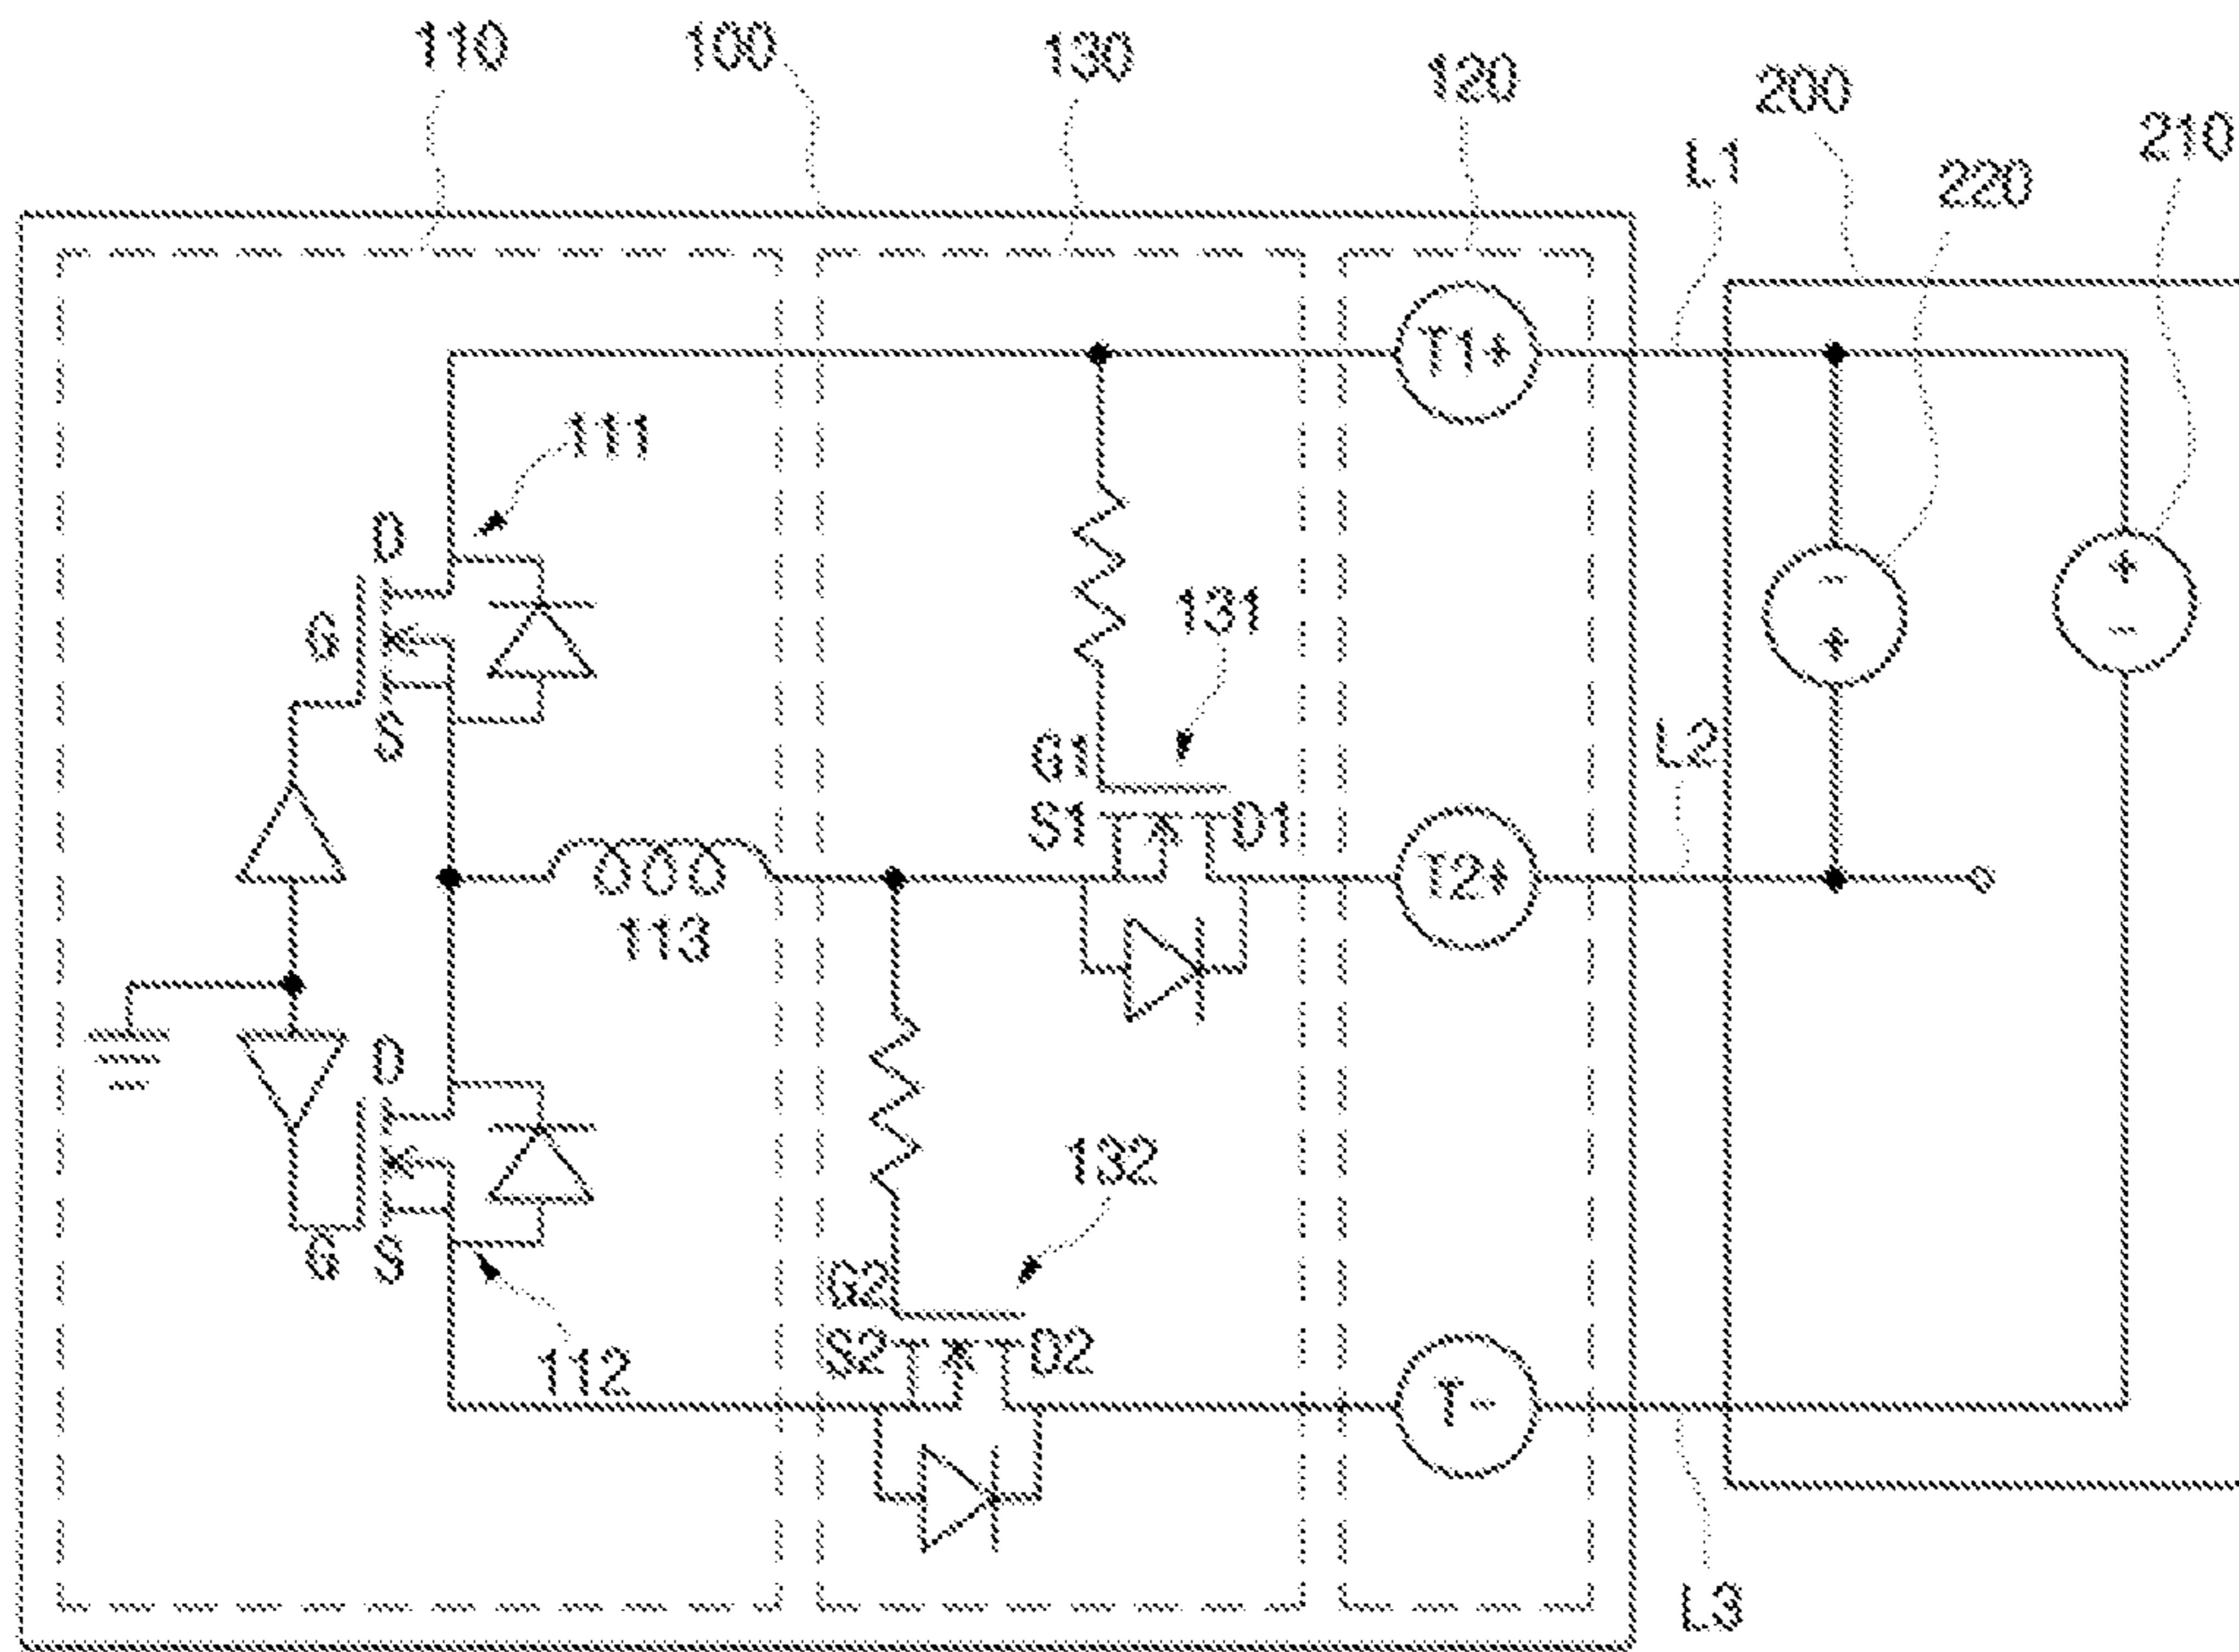 110
100
130
120
200
210
L1
220
T1+
111
D
G
S
131
+
-
-
+
G1
S1
D1
L2
T2+
113
D
G
S
132
G2
S2
D2
112
T-
L3